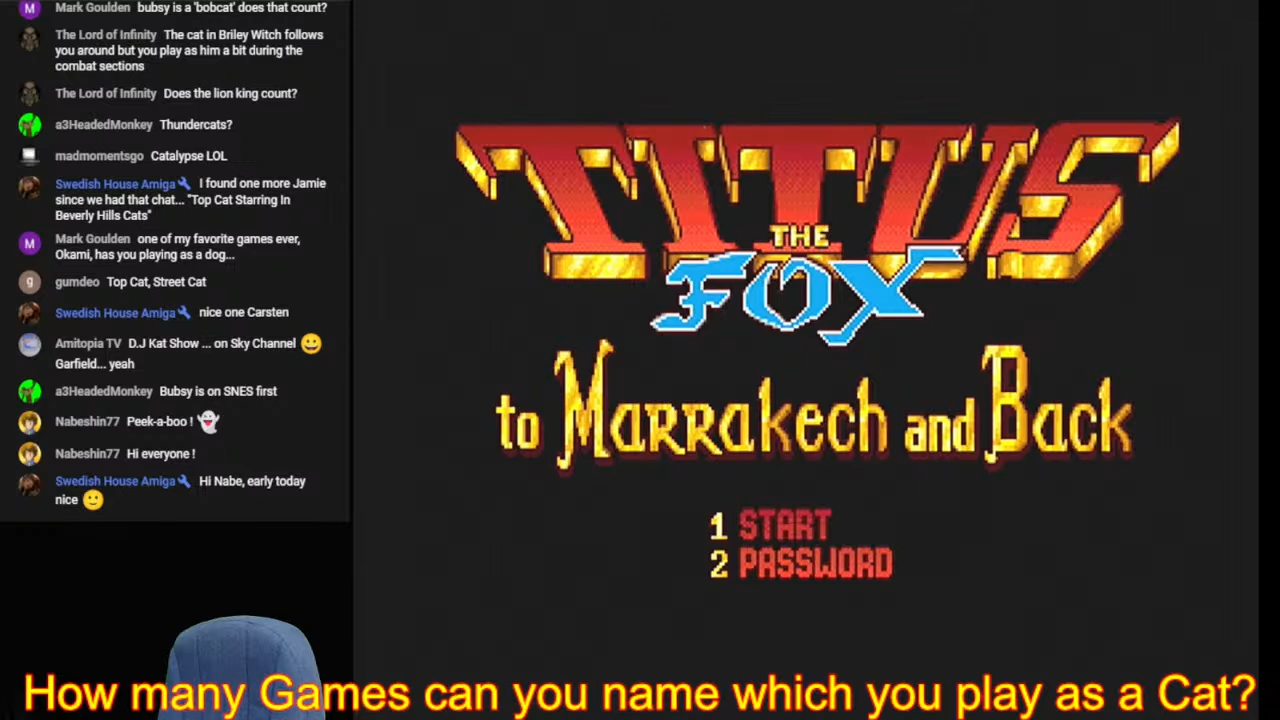 Mark Goulden bubsy is a 'bobcat' does that count?
The Lord of Infinity The cat in Briley Witch follows
you around but you play as him a bit during the
combat sections
The Lord of Infinity Does the lion king count?
a3HeadedMonkey Thundercats?
madmomentsgo Catalypse LOL
Swedish House Amiga I found one more Jamie
since we had that chat... "Top Cat Starring In
Beverly Hills Cats"
M
Mark Goulden one of my favorite games ever,
Okami, has you playing as a dog...
g
gumdeo Top Cat, Street Cat
Swedish House Amiga nice one Carsten
Amitopia TV D.J Kat Show ... on Sky Channel 😀
Garfield... yeah
a3HeadedMonkey Bubsy is on SNES first
Nabeshin77 Peek-a-boo ! 👻
Nabeshin77 Hi everyone !
Swedish House Amiga Hi Nabe, early today
nice 🙂
TITUS
THE
FOX
to Marrakech and Back
1 START
2 PASSWORD
How many Games can you name which you play as a Cat?